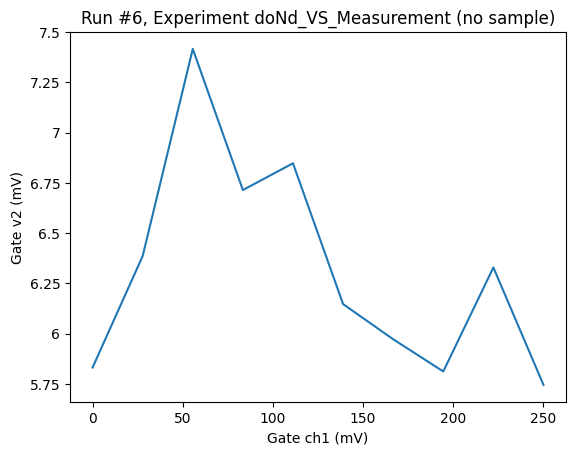 Run #6, Experiment doNd_VS_Measurement (no sample)
Gate v2 (mV)
7.5
7.25
7
6.75
6.5
6.25
6
5.75
0 50 100 150 200 250
Gate ch1 (mV)